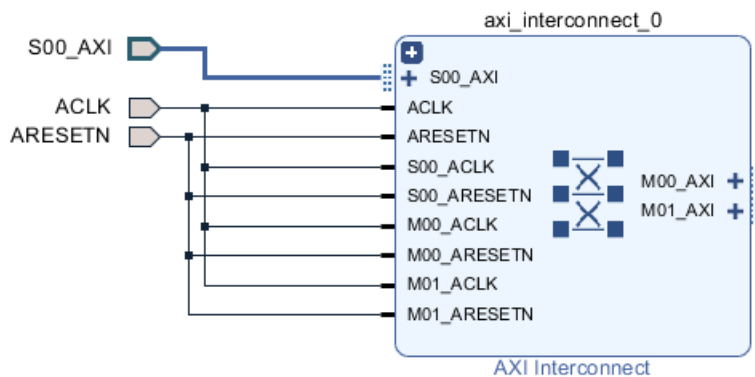 axi_interconnect_0
S00_AXI
ACLK
ARESETN
S00_AXI
ACLK
ARESETN
S00_ACLK
S00_ARESETN
M00_ACLK
M00_ARESETN
M01_ACLK
M01_ARESETN
M00_AXI
M01_AXI
AXI Interconnect